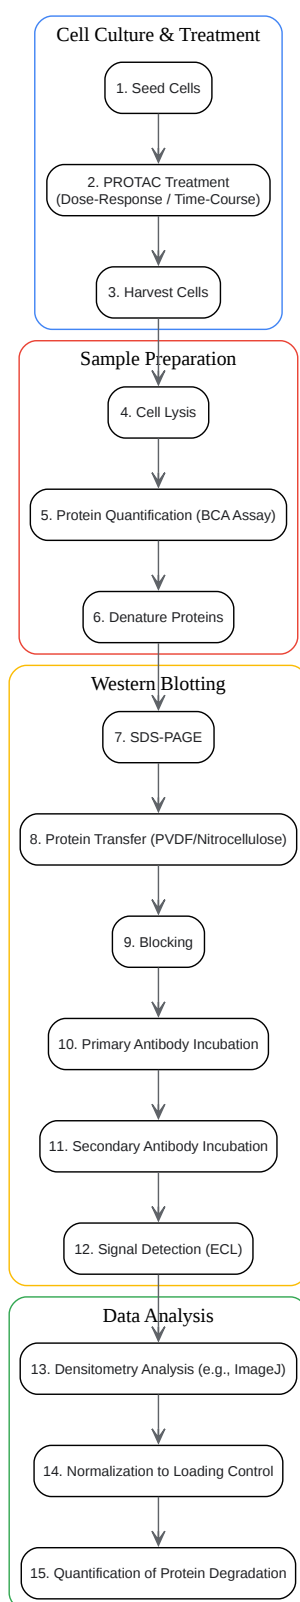 Cell Culture & Treatment
1. Seed Cells
2. PROTAC Treatment
(Dose-Response / Time-Course)
3. Harvest Cells
Sample Preparation
4. Cell Lysis
5. Protein Quantification (BCA Assay)
6. Denature Proteins
Western Blotting
7. SDS-PAGE
8. Protein Transfer (PVDF/Nitrocellulose)
9. Blocking
10. Primary Antibody Incubation
11. Secondary Antibody Incubation
12. Signal Detection (ECL)
Data Analysis
13. Densitometry Analysis (e.g., ImageJ)
14. Normalization to Loading Control
15. Quantification of Protein Degradation